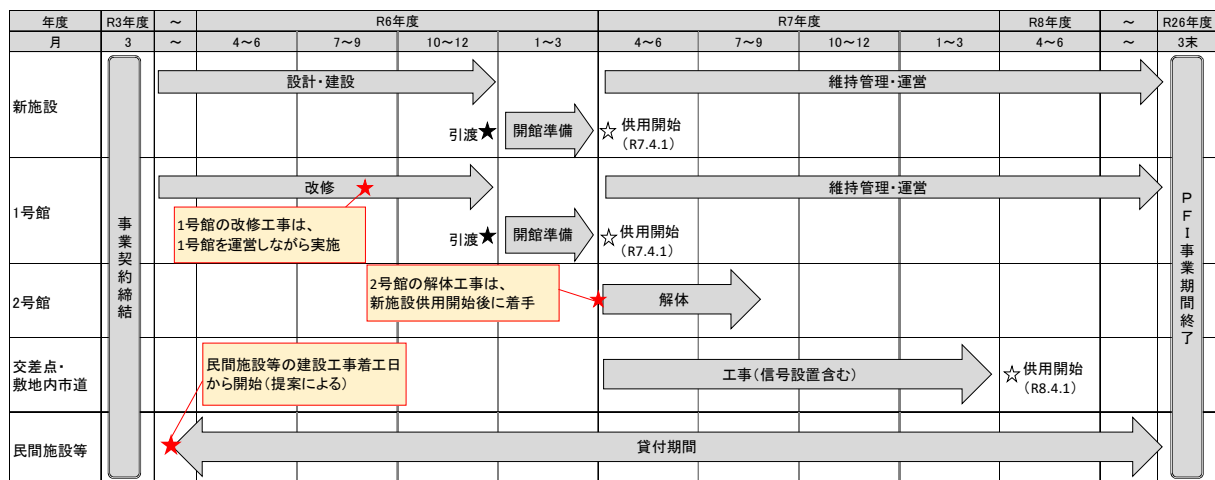 年度 R3年度 ～ R6年度 R7年度 R8年度 ～ R26年度
月 3 ～ 4～6 7～9 10～12 1～3 4～6 7～9 10～12 1～3 4～6 ～ 3末
事業契約締結
PFI事業期間終了
新施設
設計・建設
維持管理・運営
引渡★
開館準備
☆供用開始
（R7.4.1）
1号館
改修
維持管理・運営
1号館の改修工事は、
1号館を運営しながら実施
引渡★
開館準備
☆供用開始
（R7.4.1）
2号館
2号館の解体工事は、
新施設供用開始後に着手
解体
交差点・
敷地内市道
民間施設等の建設工事着工日
から開始（提案による）
工事（信号設置含む）
☆供用開始
（R8.4.1）
民間施設等
貸付期間